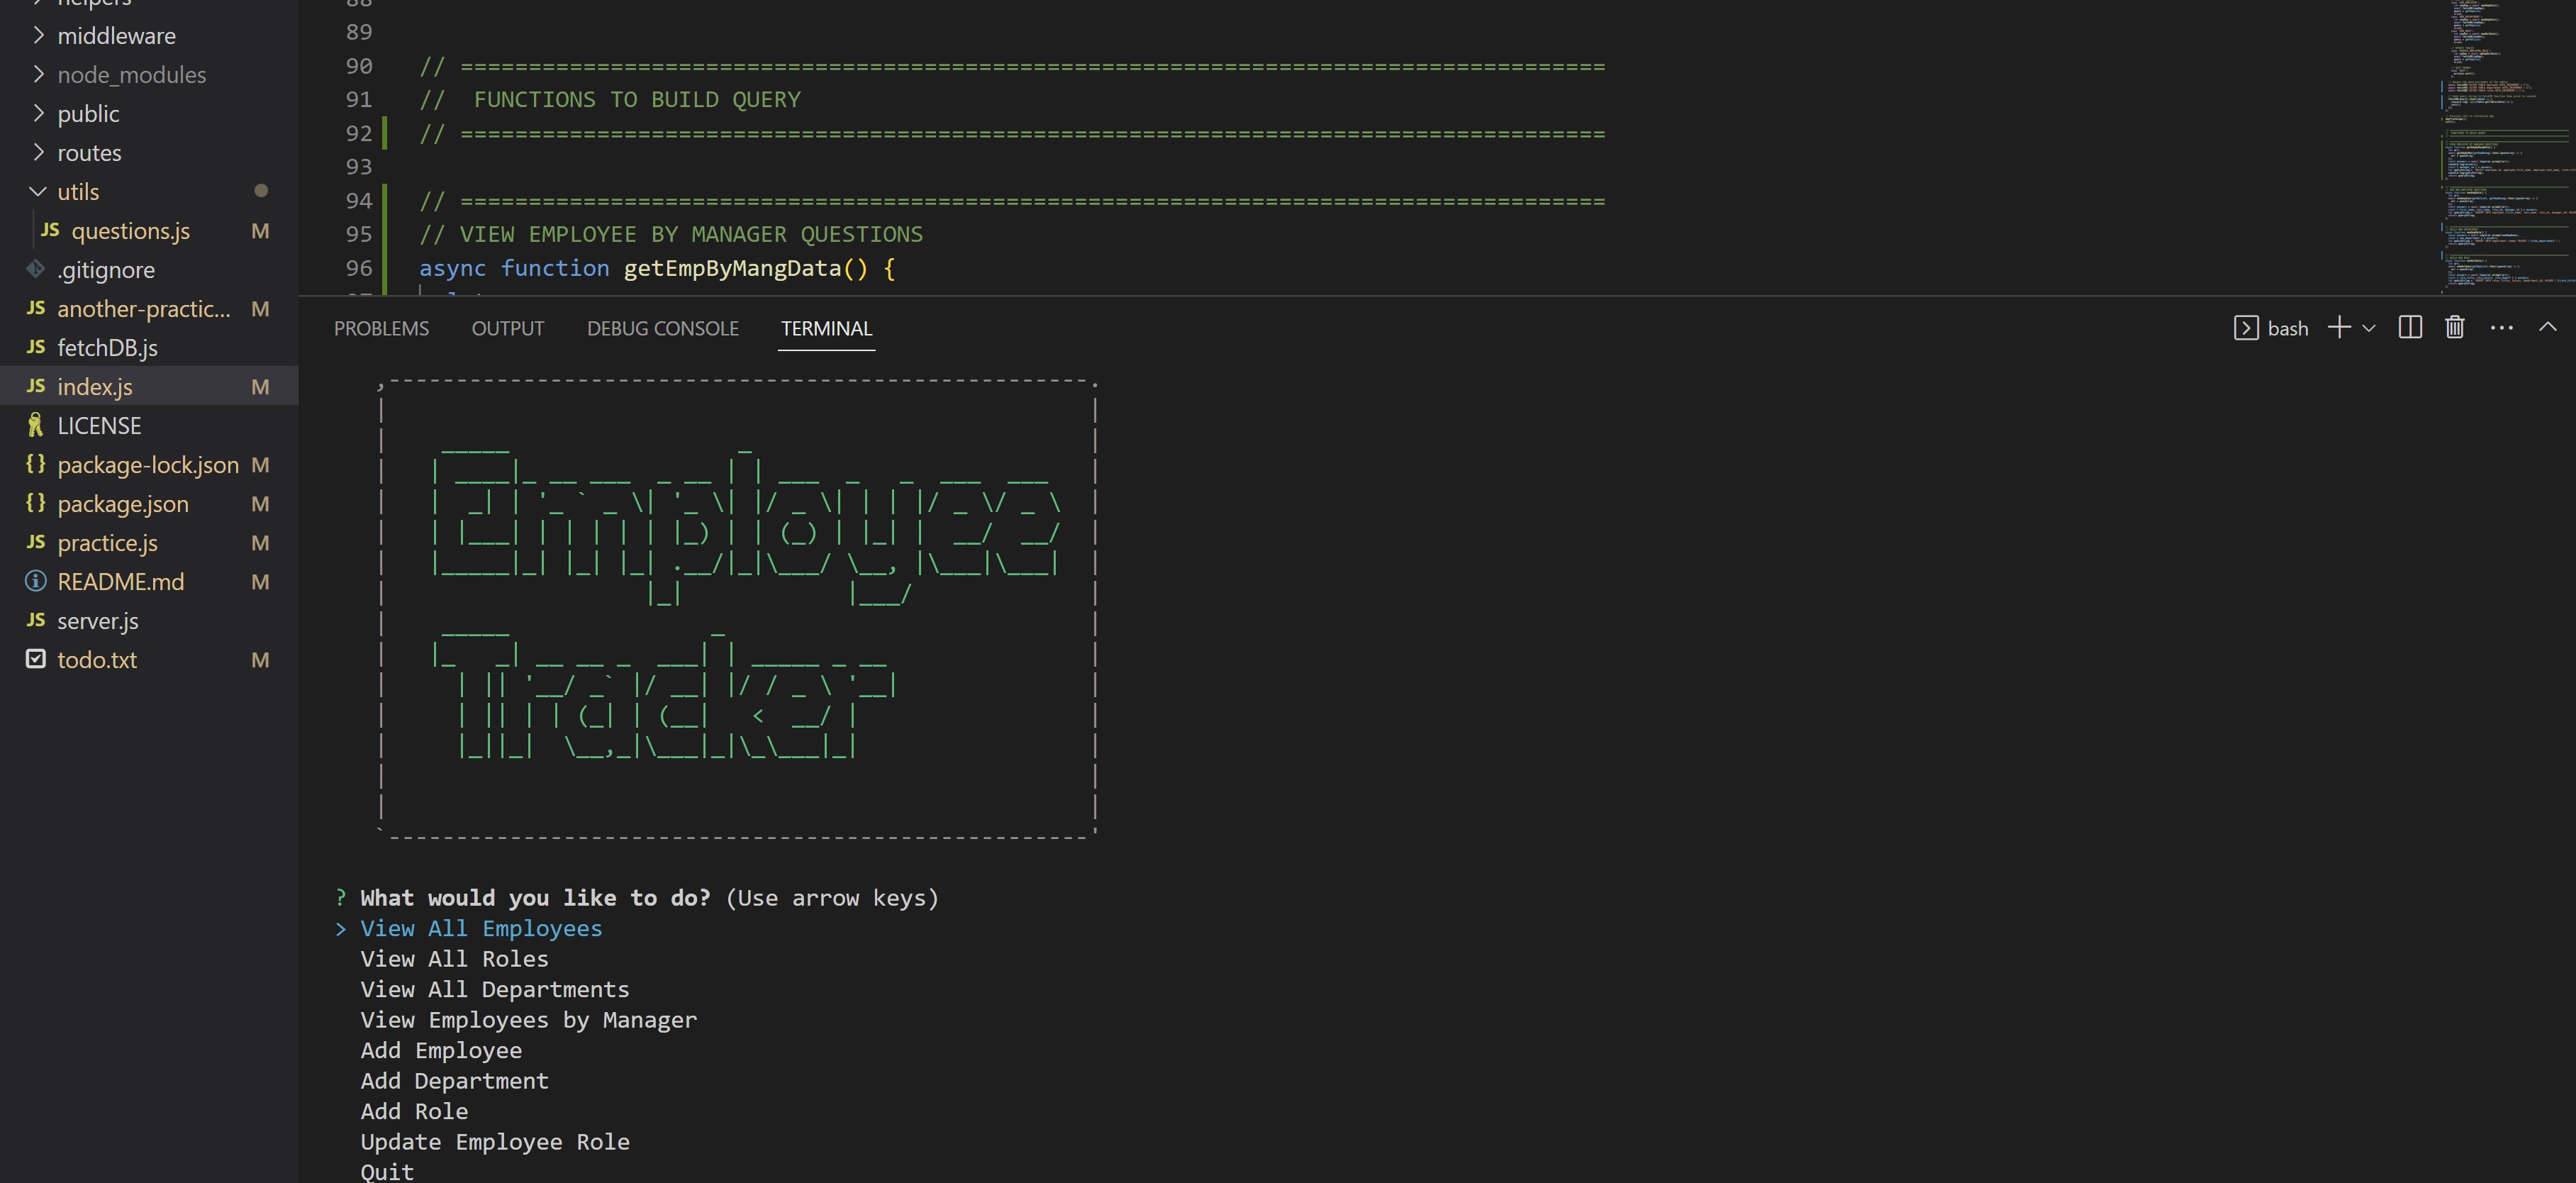 helpers
middleware
node_modules
public
routes
utils
JS questions.js M
.gitignore
JS another-practic... M
JS fetchDB.js
JS index.js M
LICENSE
{} package-lock.json M
{} package.json M
JS practice.js M
README.md M
JS server.js
todo.txt M
88
89
90 // ====================================================================================
91 // FUNCTIONS TO BUILD QUERY
92 // ====================================================================================
93
94 // ====================================================================================
95 // VIEW EMPLOYEE BY MANAGER QUESTIONS
96 async function getEmpByMangData() {
PROBLEMS OUTPUT DEBUG CONSOLE TERMINAL
bash
Employee
Tracker
? What would you like to do? (Use arrow keys)
> View All Employees
View All Roles
View All Departments
View Employees by Manager
Add Employee
Add Department
Add Role
Update Employee Role
Quit